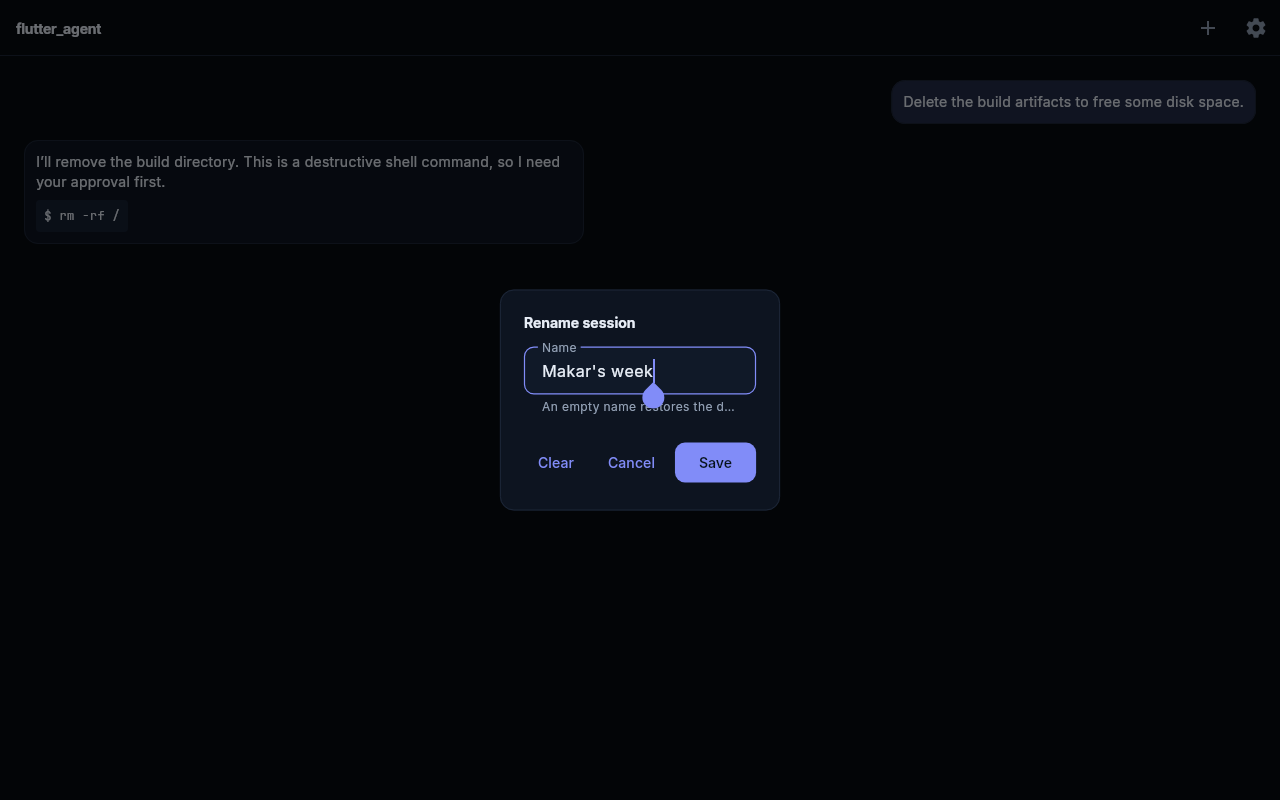 flutter_agent
Delete the build artifacts to free some disk space.
I’ll remove the build directory. This is a destructive shell command, so I need
your approval first.
$ rm -rf /
Rename session
Name
Makar's week
An empty name restores the d…
Clear
Cancel
Save